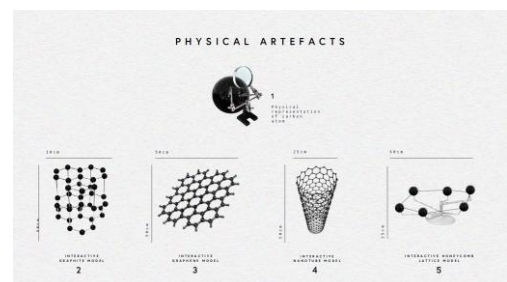 PHYSICAL ARTEFACTS
1
Physical
representation
of carbon
atom
INTERACTIVE
GRAPHITE MODEL
2
INTERACTIVE
GRAPHENE MODEL
3
INTERACTIVE
NANOTUBE MODEL
4
INTERACTIVE HONEYCOMB
LATTICE MODEL
5